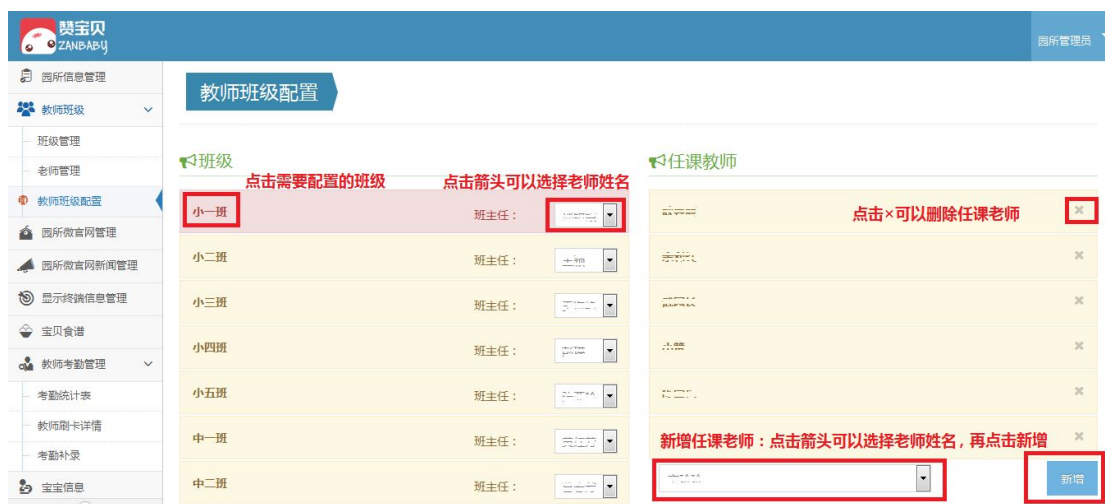 赞宝贝
ZANBABY
园所管理员
园所信息管理
教师班级
班级管理
老师管理
教师班级配置
园所微官网管理
园所微官网新闻管理
显示终端信息管理
宝贝食谱
教师考勤管理
考勤统计表
教师刷卡详情
考勤补录
宝宝信息
教师班级配置
班级
点击需要配置的班级
点击箭头可以选择老师姓名
小一班
班主任：
小二班
班主任：
小三班
班主任：
小四班
班主任：
小五班
班主任：
中一班
班主任：
中二班
班主任：
任课教师
点击×可以删除任课老师
×
×
×
×
×
新增任课老师：点击箭头可以选择老师姓名，再点击新增
×
新增